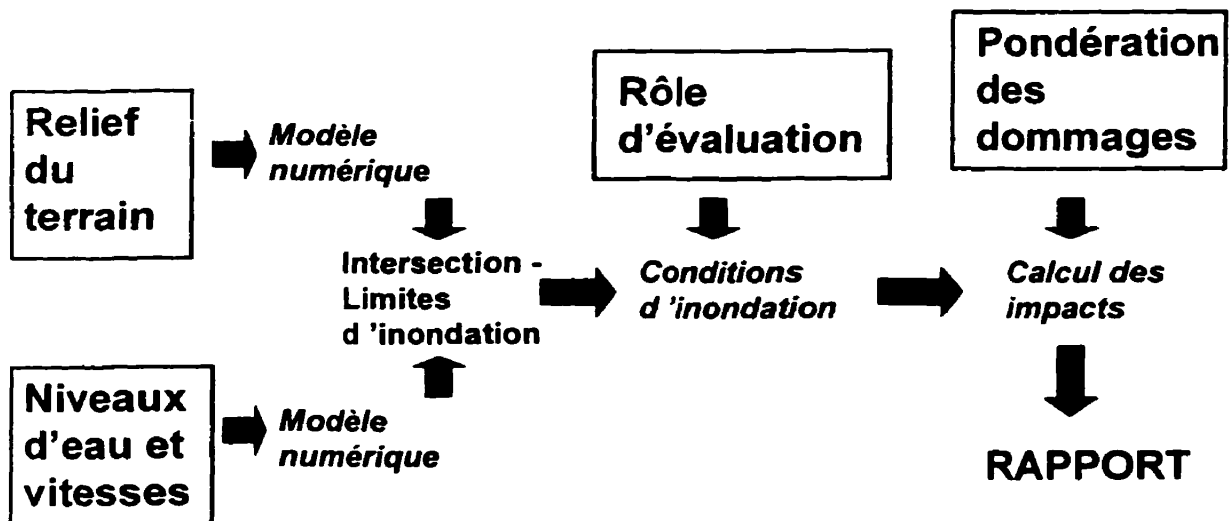 Relief
du
terrain
Modèle
numérique
Niveaux
d'eau et
vitesses
Modèle
numérique
Intersection -
Limites
d 'inondation
Rôle
d'évaluation
Conditions
d 'inondation
Pondération
des
dommages
Calcul des
impacts
RAPPORT